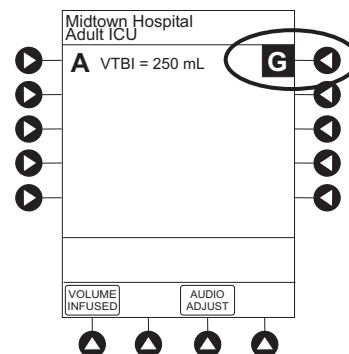 Midtown Hospital
Adult ICU
A VTBI = 250 mL G
VOLUME
INFUSED
AUDIO
ADJUST